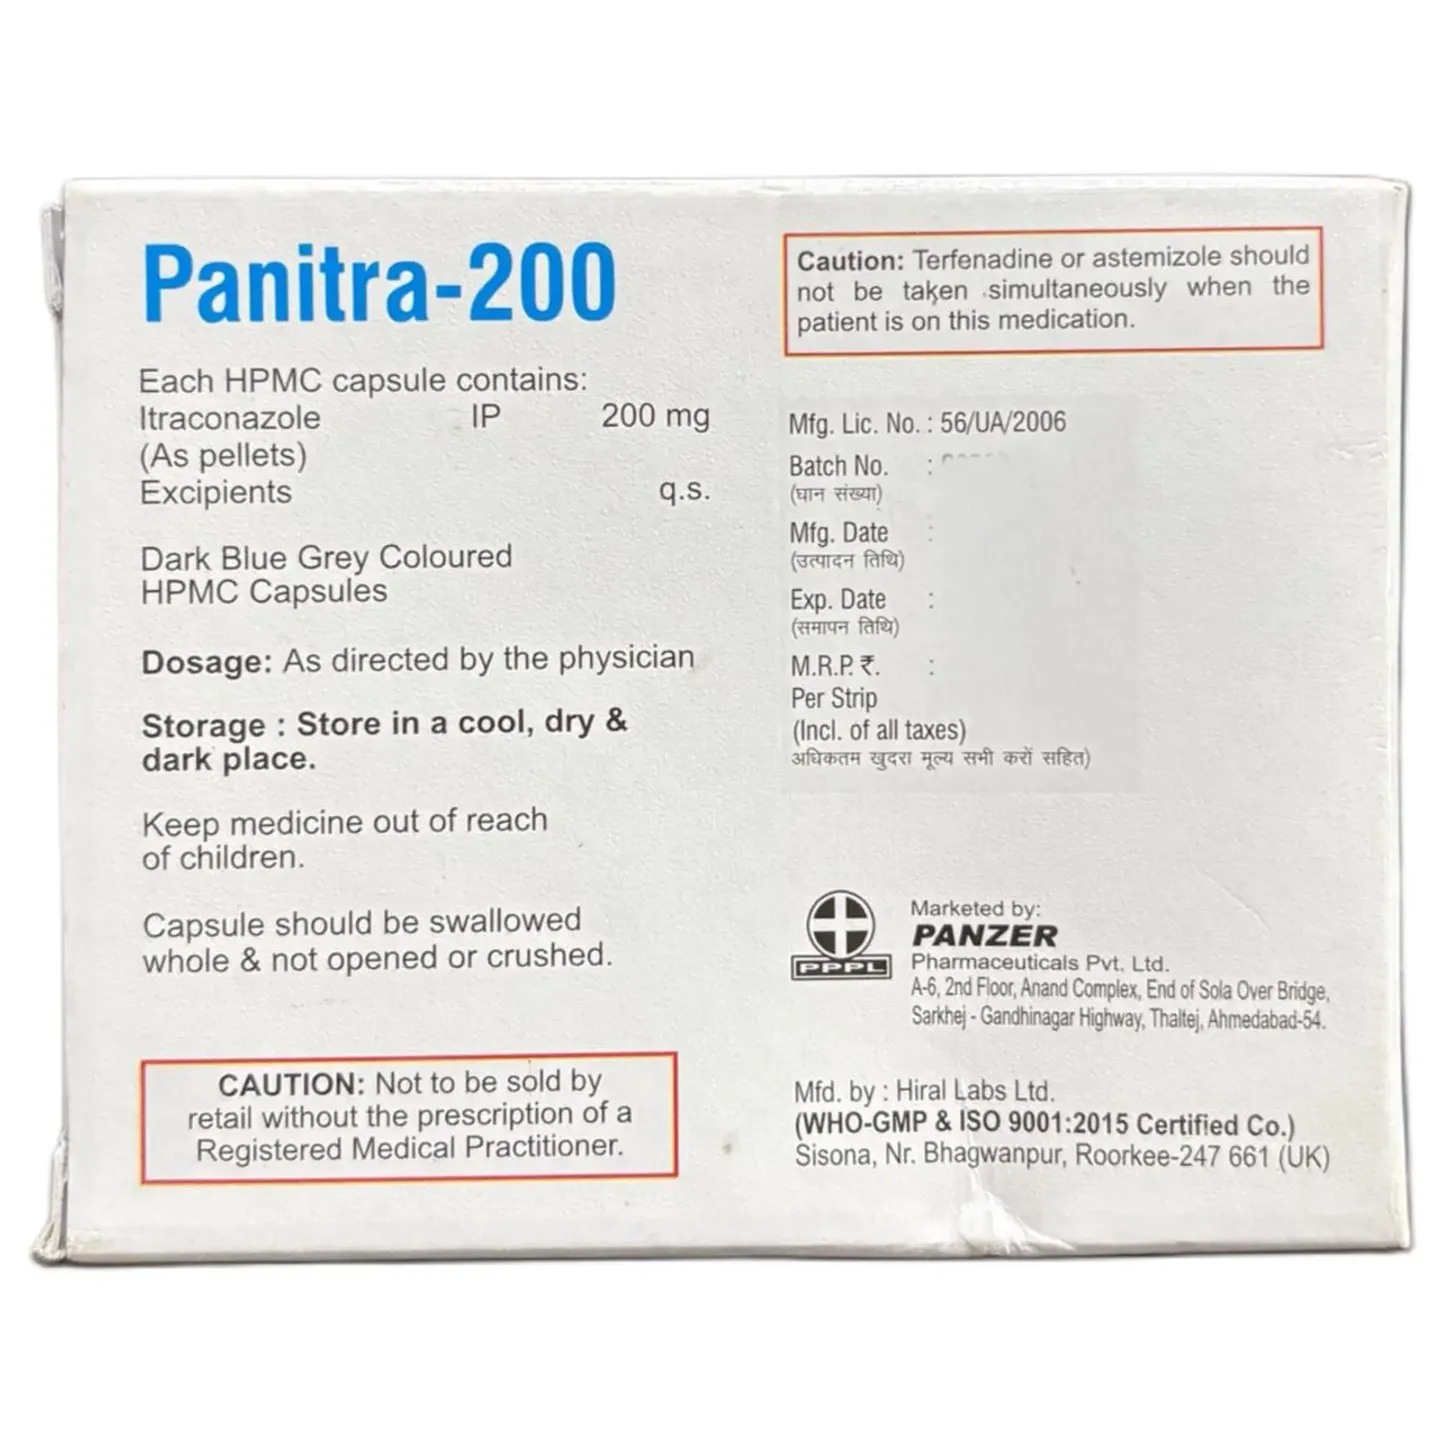 Panitra-200
Each HPMC capsule contains:
Itraconazole IP 200 mg
(As pellets)
Excipients q.s.
Dark Blue Grey Coloured
HPMC Capsules
Dosage: As directed by the physician
Storage : Store in a cool, dry &
dark place.
Keep medicine out of reach
of children.
Capsule should be swallowed
whole & not opened or crushed.
CAUTION: Not to be sold by
retail without the prescription of a
Registered Medical Practitioner.
Caution: Terfenadine or astemizole should
not be taken simultaneously when the
patient is on this medication.
Mfg. Lic. No. : 56/UA/2006
Batch No. :
(घान संख्या)
Mfg. Date :
(उत्पादन तिथि)
Exp. Date :
(समापन तिथि)
M.R.P. ₹. :
Per Strip
(Incl. of all taxes)
अधिकतम खुदरा मूल्य सभी करों सहित)
PPPL
Marketed by:
PANZER
Pharmaceuticals Pvt. Ltd.
A-6, 2nd Floor, Anand Complex, End of Sola Over Bridge,
Sarkhej - Gandhinagar Highway, Thaltej, Ahmedabad-54.
Mfd. by : Hiral Labs Ltd.
(WHO-GMP & ISO 9001:2015 Certified Co.)
Sisona, Nr. Bhagwanpur, Roorkee-247 661 (UK)